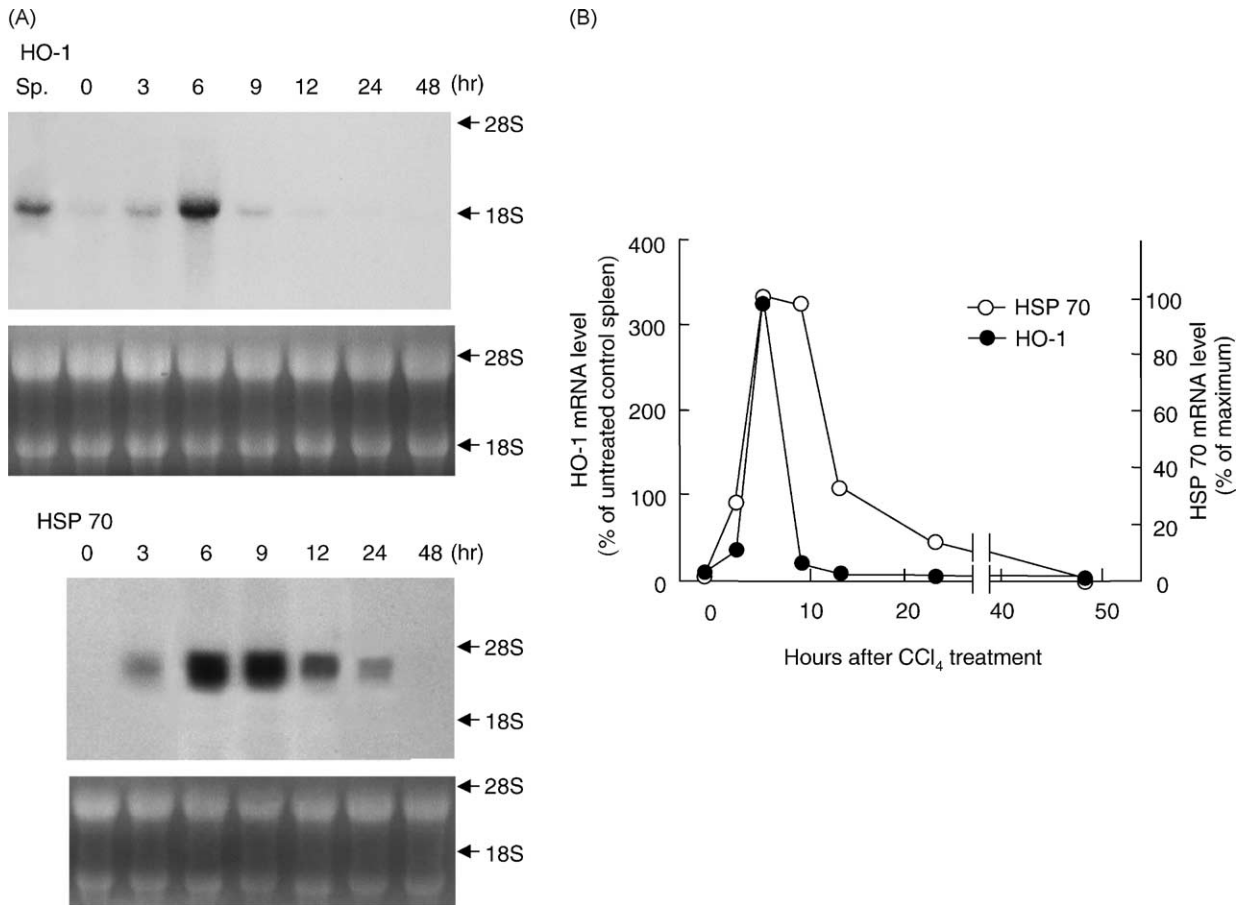 (A)
HO-1
Sp. 0 3 6 9 12 24 48 (hr)
28S
18S
28S
18S
HSP 70
0 3 6 9 12 24 48 (hr)
28S
18S
28S
18S
(B)
HO-1 mRNA level
(% of untreated control spleen)
400
300
200
100
0
HSP 70
HO-1
100
80
60
40
20
0
HSP 70 mRNA level
(% of maximum)
0 10 20 40 50
Hours after CCl₄ treatment